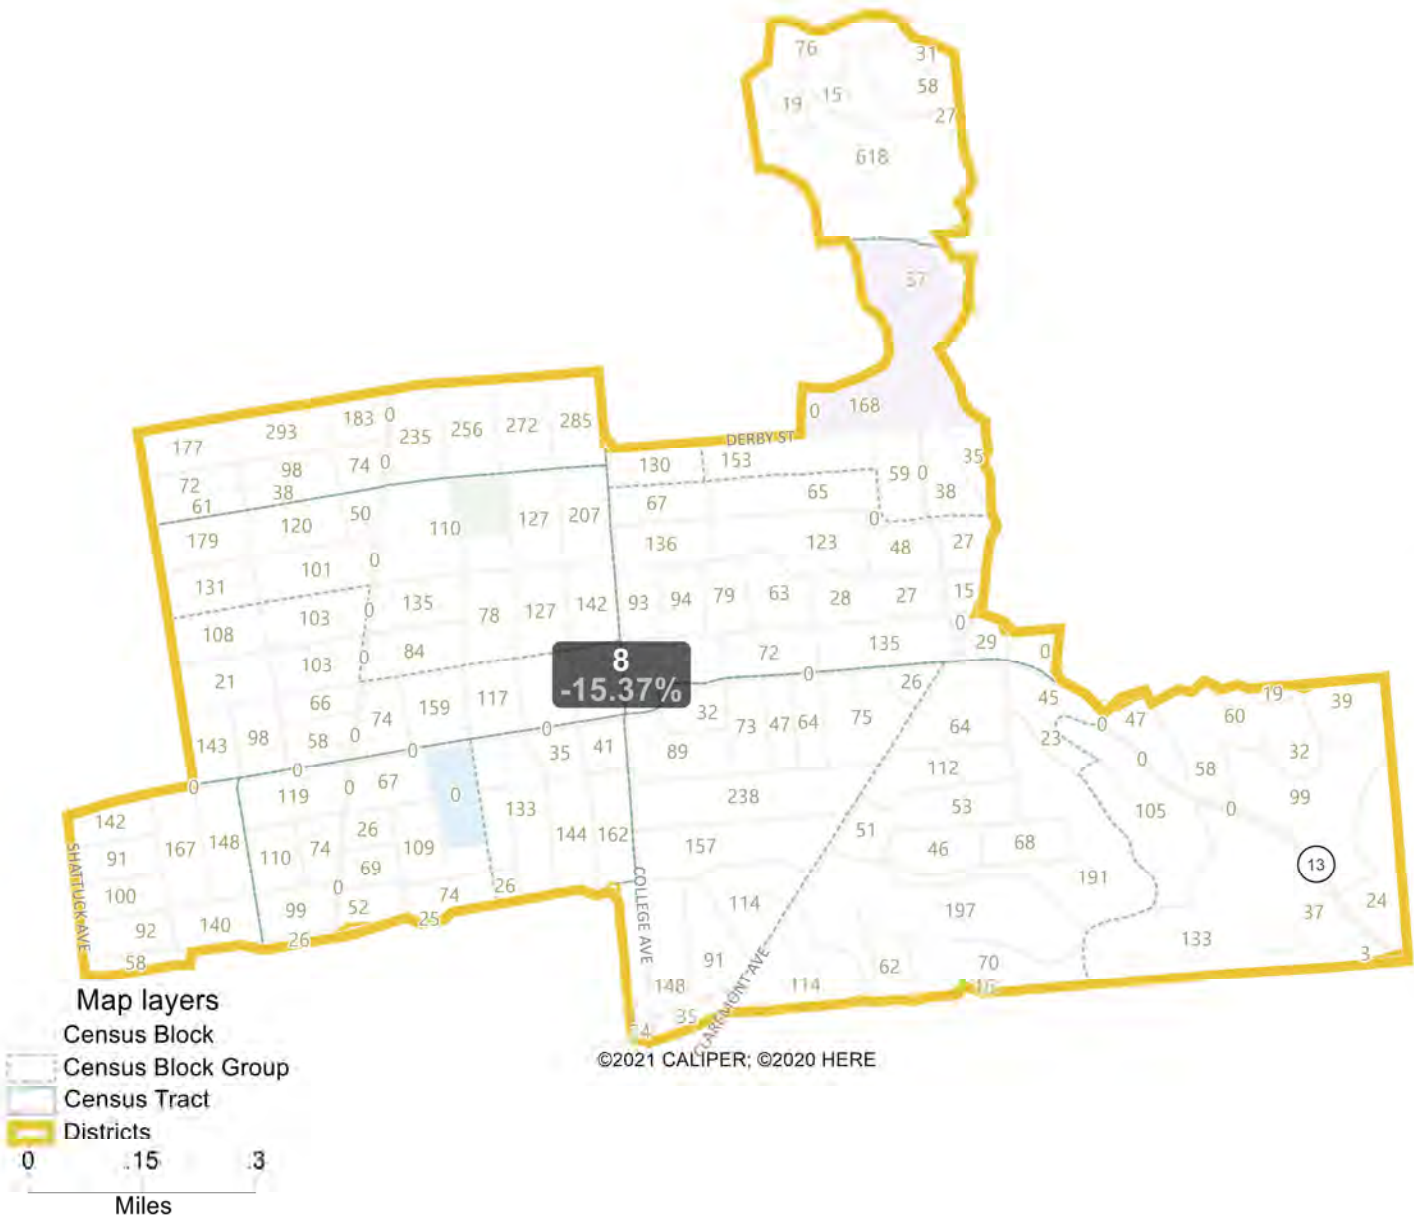 76
31
58
19 15
27
618
57
0 168
183 0
293 235 256 272 285
177
DERBY ST
98 74 0
130 153
35
72 38
59 0
61
67 65 38
120 50
179 110 127 207
0
136 123 48 27
101 0
131
103 0 135 78 127 142 93 94 79 63 28 27 15
108
0
103 0 84
8
72 135 29 0
21
-15.37%
0 26
66 74 159 117
32 73 47 64 75
45 0 47 60 19 39
143 98 58 0 0 0
35 41 89
64 23
0 32
0 119 0 67 0
112 58
238
133 53 105 0 99
142 26
91 167 148 110 74 109 144 162
157 51 46 68
13
69
191
100 0 74 26
99 52
114 197
37 24
92 140 26 25
133
SHATTUCK AVE
COLLEGE AVE
58
91 62 70 3
148 114 16
35
CLAREMONT AVE
Map layers
Census Block
Census Block Group
Census Tract
Districts
0 .15 .3
Miles
©2021 CALIPER; ©2020 HERE